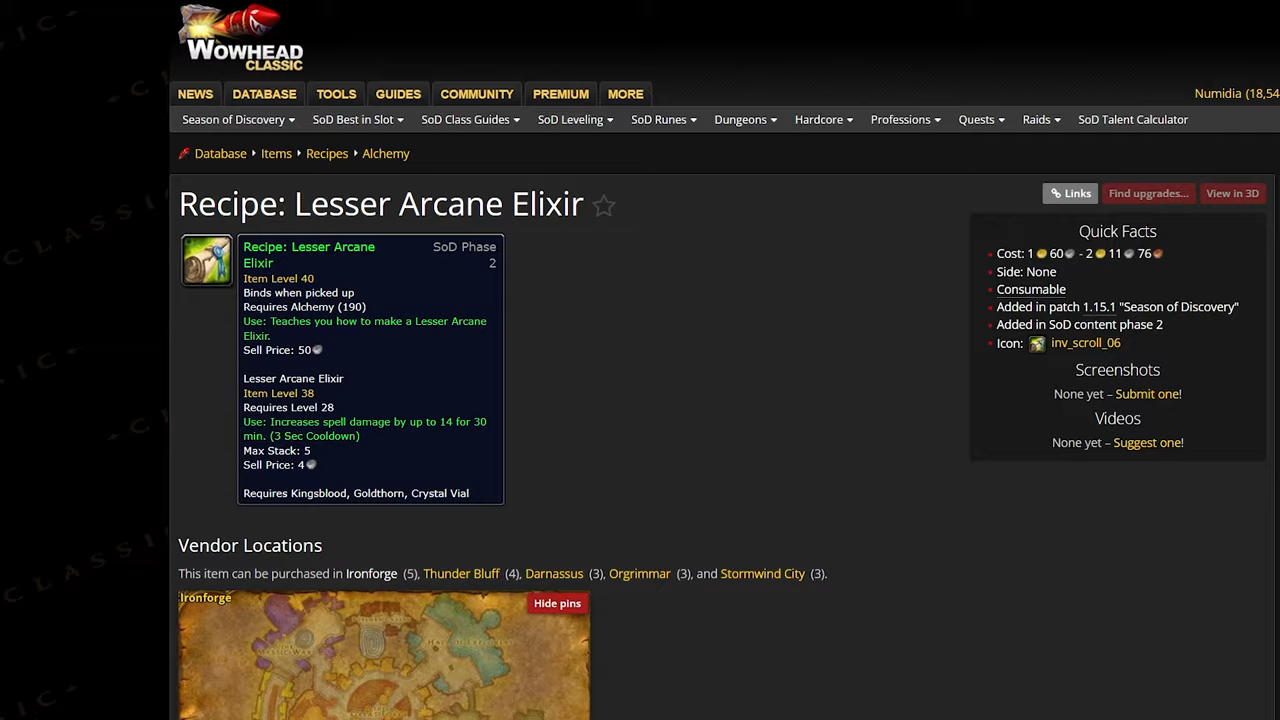 WOWHEAD
CLASSIC
NEWS DATABASE TOOLS GUIDES COMMUNITY PREMIUM MORE
Numidia (18,54
Season of Discovery SoD Best in Slot SoD Class Guides SoD Leveling SoD Runes Dungeons Hardcore Professions Quests Raids SoD Talent Calculator
Database Items Recipes Alchemy
Recipe: Lesser Arcane Elixir
Links Find upgrades... View in 3D
Recipe: Lesser Arcane SoD Phase
Elixir 2
Item Level 40
Binds when picked up
Requires Alchemy (190)
Use: Teaches you how to make a Lesser Arcane
Elixir.
Sell Price: 50
Lesser Arcane Elixir
Item Level 38
Requires Level 28
Use: Increases spell damage by up to 14 for 30
min. (3 Sec Cooldown)
Max Stack: 5
Sell Price: 4
Requires Kingsblood, Goldthorn, Crystal Vial
Quick Facts
Cost: 1 60 - 2 11 76
Side: None
Consumable
Added in patch 1.15.1 "Season of Discovery"
Added in SoD content phase 2
Icon: inv_scroll_06
Screenshots
None yet – Submit one!
Videos
None yet – Suggest one!
Vendor Locations
This item can be purchased in Ironforge (5), Thunder Bluff (4), Darnassus (3), Orgrimmar (3), and Stormwind City (3).
Ironforge
Hide pins